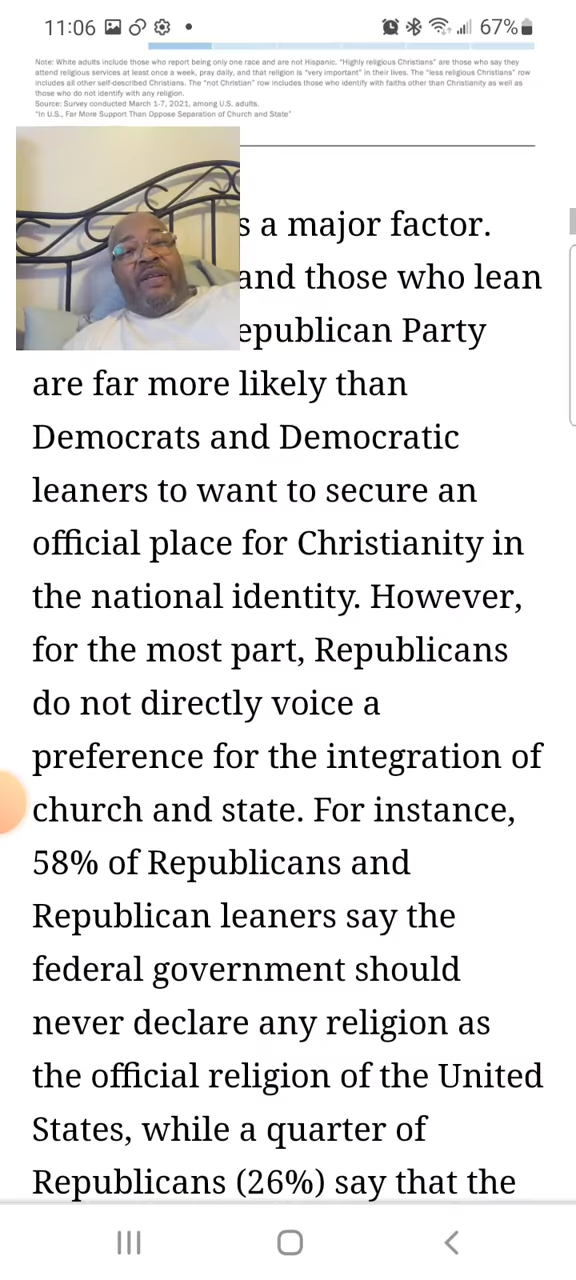 11:06
67%
Note: White adults include those who report being only one race and are not Hispanic. "Highly religious Christians" are those who say they
attend religious services at least once a week, pray daily, and that religion is "very important" in their lives. The "less religious Christians" row
includes all other self-described Christians. The "not Christian" row includes those who identify with faiths other than Christianity as well as
those who do not identify with any religion.
Source: Survey conducted March 1-7, 2021, among U.S. adults.
"In U.S., Far More Support Than Oppose Separation of Church and State"
s a major factor.
and those who lean
epublican Party
are far more likely than
Democrats and Democratic
leaners to want to secure an
official place for Christianity in
the national identity. However,
for the most part, Republicans
do not directly voice a
preference for the integration of
church and state. For instance,
58% of Republicans and
Republican leaners say the
federal government should
never declare any religion as
the official religion of the United
States, while a quarter of
Republicans (26%) say that the